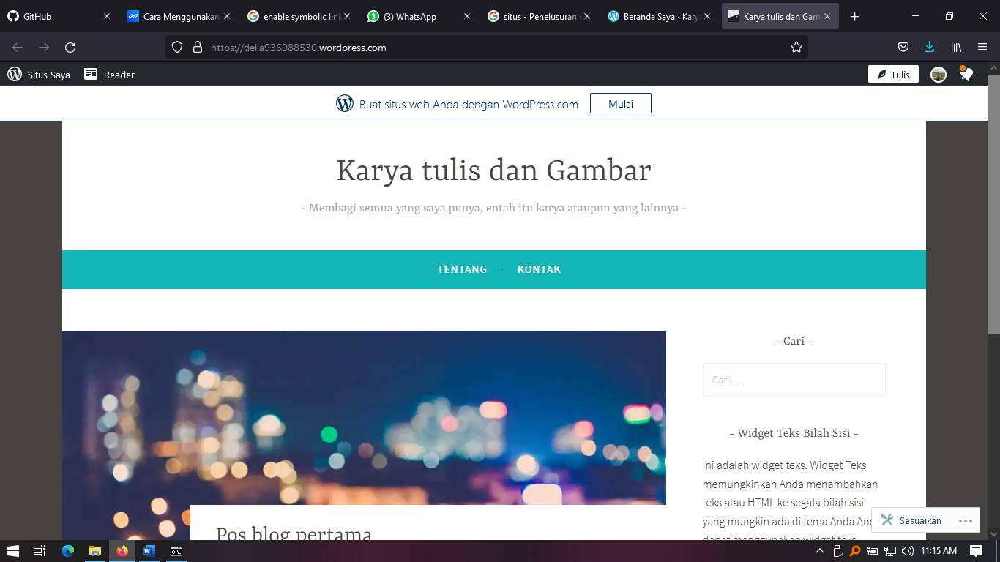 GitHub
Cara Menggunakan
enable symbolic link
(3) WhatsApp
situs - Penelusuran
Beranda Saya ‹ Karya
Karya tulis dan Gam
https://della936088530.wordpress.com
Situs Saya
Reader
Tulis
Buat situs web Anda dengan WordPress.com
Mulai
Karya tulis dan Gambar
- Membagi semua yang saya punya, entah itu karya ataupun yang lainnya -
TENTANG
KONTAK
- Cari -
Cari …
- Widget Teks Bilah Sisi -
Ini adalah widget teks. Widget Teks
memungkinkan Anda menambahkan
teks atau HTML ke segala bilah sisi
yang mungkin ada di tema Anda
dapat menggunakan widget teks
Pos blog pertama
Sesuaikan
11:15 AM